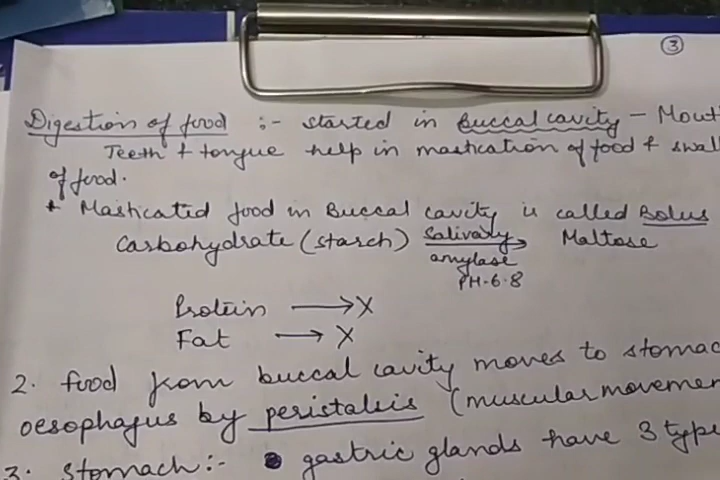 3
Digestion of food :- started in Buccal cavity - Mout
Teeth + tongue help in mastication of food + swal
of food.
* Masticated food in Buccal cavity is called Bolus
Carbohydrate (starch) Salivary Maltose
amylase
PH-6.8
Protein → X
Fat → X
2. food from buccal cavity moves to stomac
oesophagus by peristalsis (muscular movemen
3. Stomach:- gastric glands have 3 type